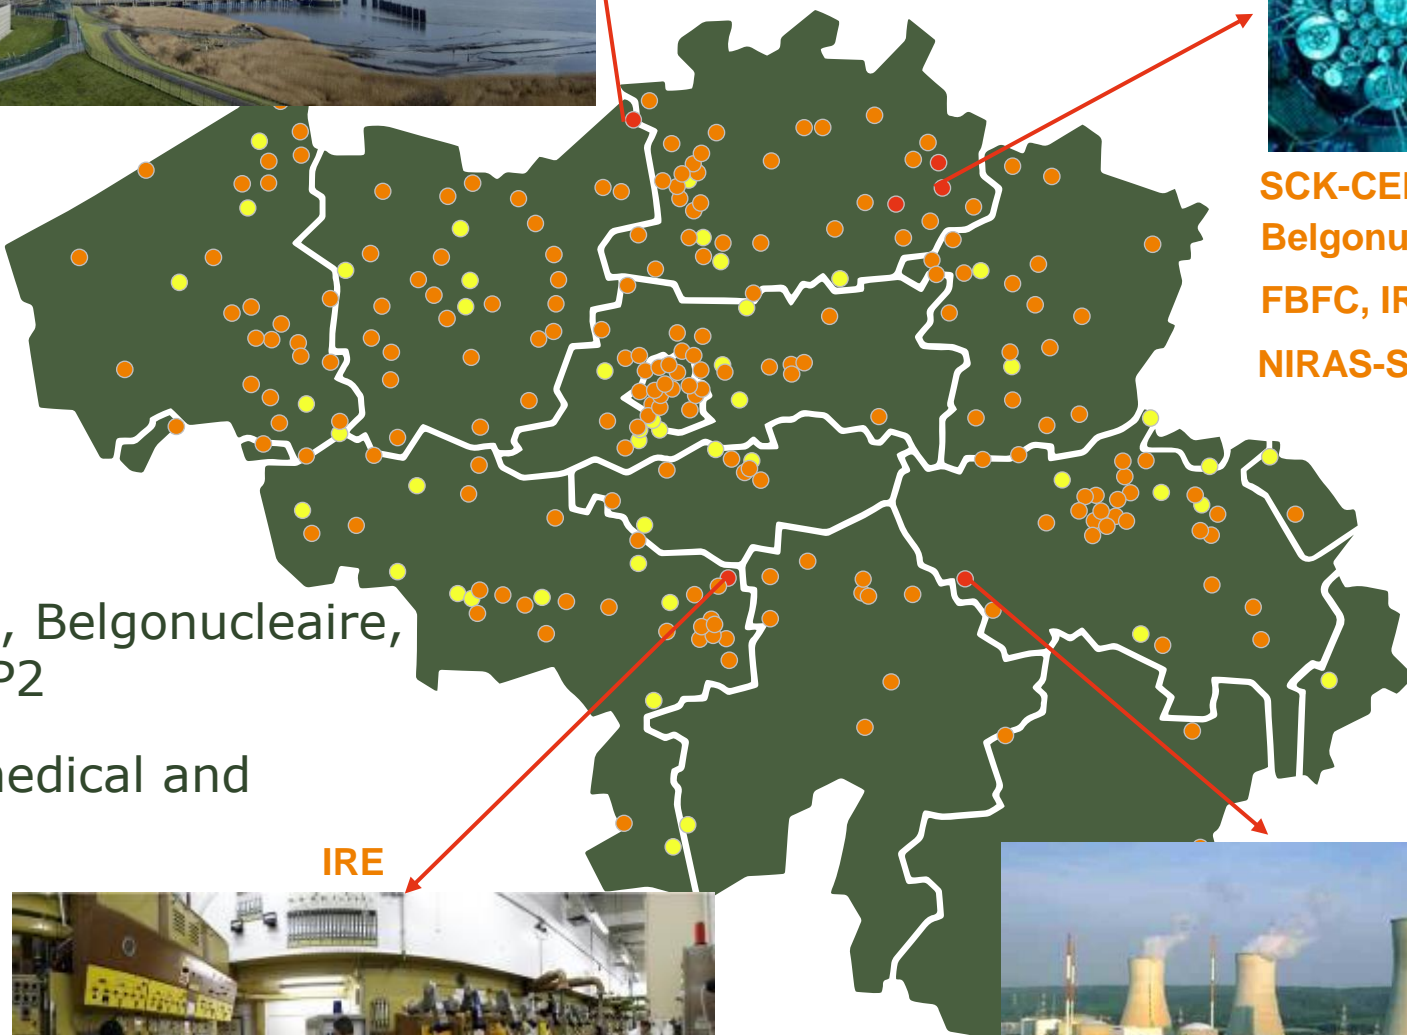 SCK-CE
Belgonu
FBFC, IR
NIRAS-S
, Belgonucleaire,
P2
nedical and
IRE